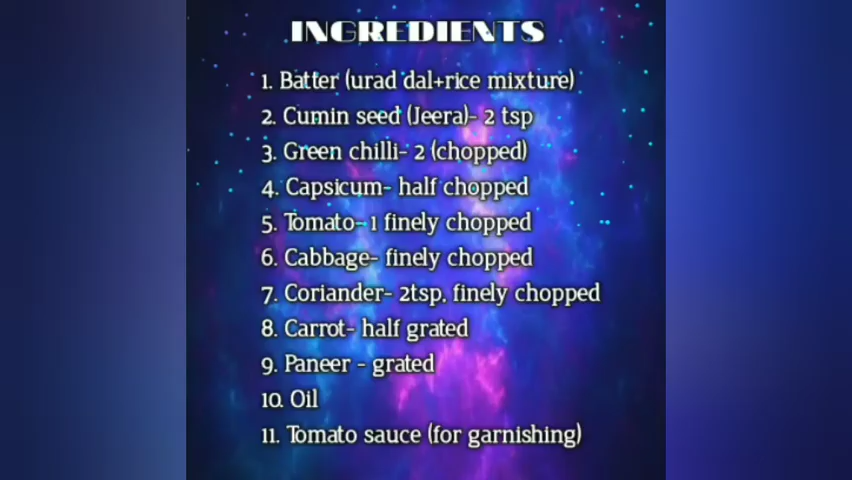 INGREDIENTS
1. Batter (urad dal+rice mixture)
2. Cumin seed (Jeera)- 2 tsp
3. Green chilli- 2 (chopped)
4. Capsicum- half chopped
5. Tomato- 1 finely chopped
6. Cabbage- finely chopped
7. Coriander- 2tsp, finely chopped
8. Carrot- half grated
9. Paneer - grated
10. Oil
11. Tomato sauce (for garnishing)